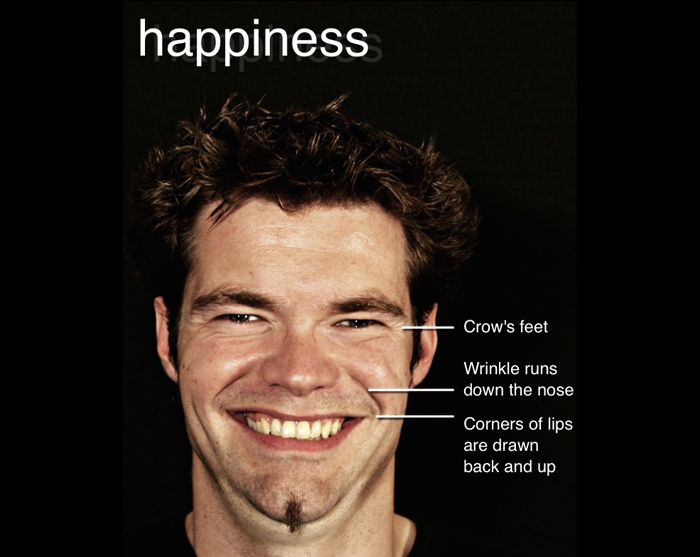 happiness
Crow's feet
Wrinkle runs
down the nose
Corners of lips
are drawn
back and up